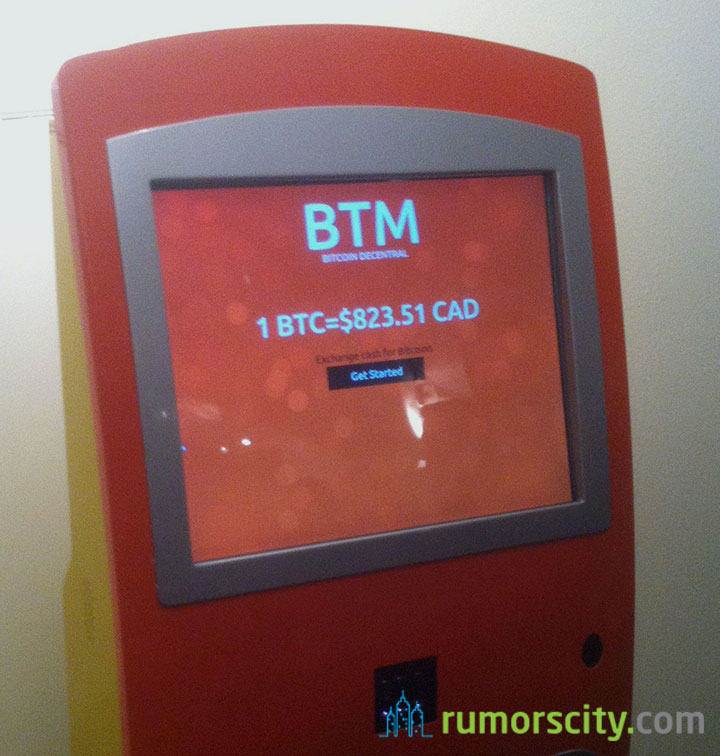 BTM
BITCOIN DECENTRAL
1 BTC=$823.51 CAD
Exchange cash for Bitcoins
Get Started
rumorscity.com